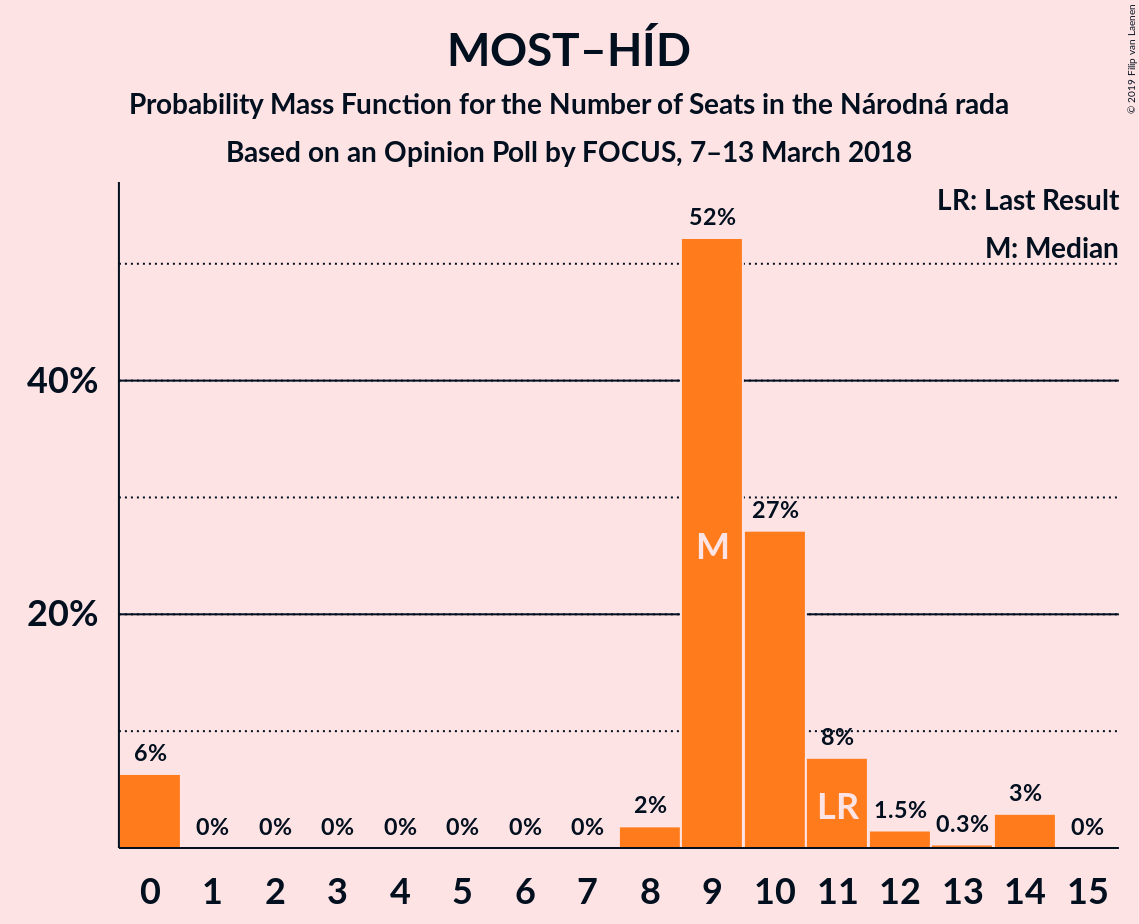 MOST–HÍD
Probability Mass Function for the Number of Seats in the Národná rada
Based on an Opinion Poll by FOCUS, 7–13 March 2018
© 2019 Filip van Laenen
LR: Last Result
M: Median
40%
20%
6%
0%
0%
0%
0%
0%
0%
0%
2%
52%
27%
8%
1.5%
0.3%
3%
0%
M
LR
0 1 2 3 4 5 6 7 8 9 10 11 12 13 14 15